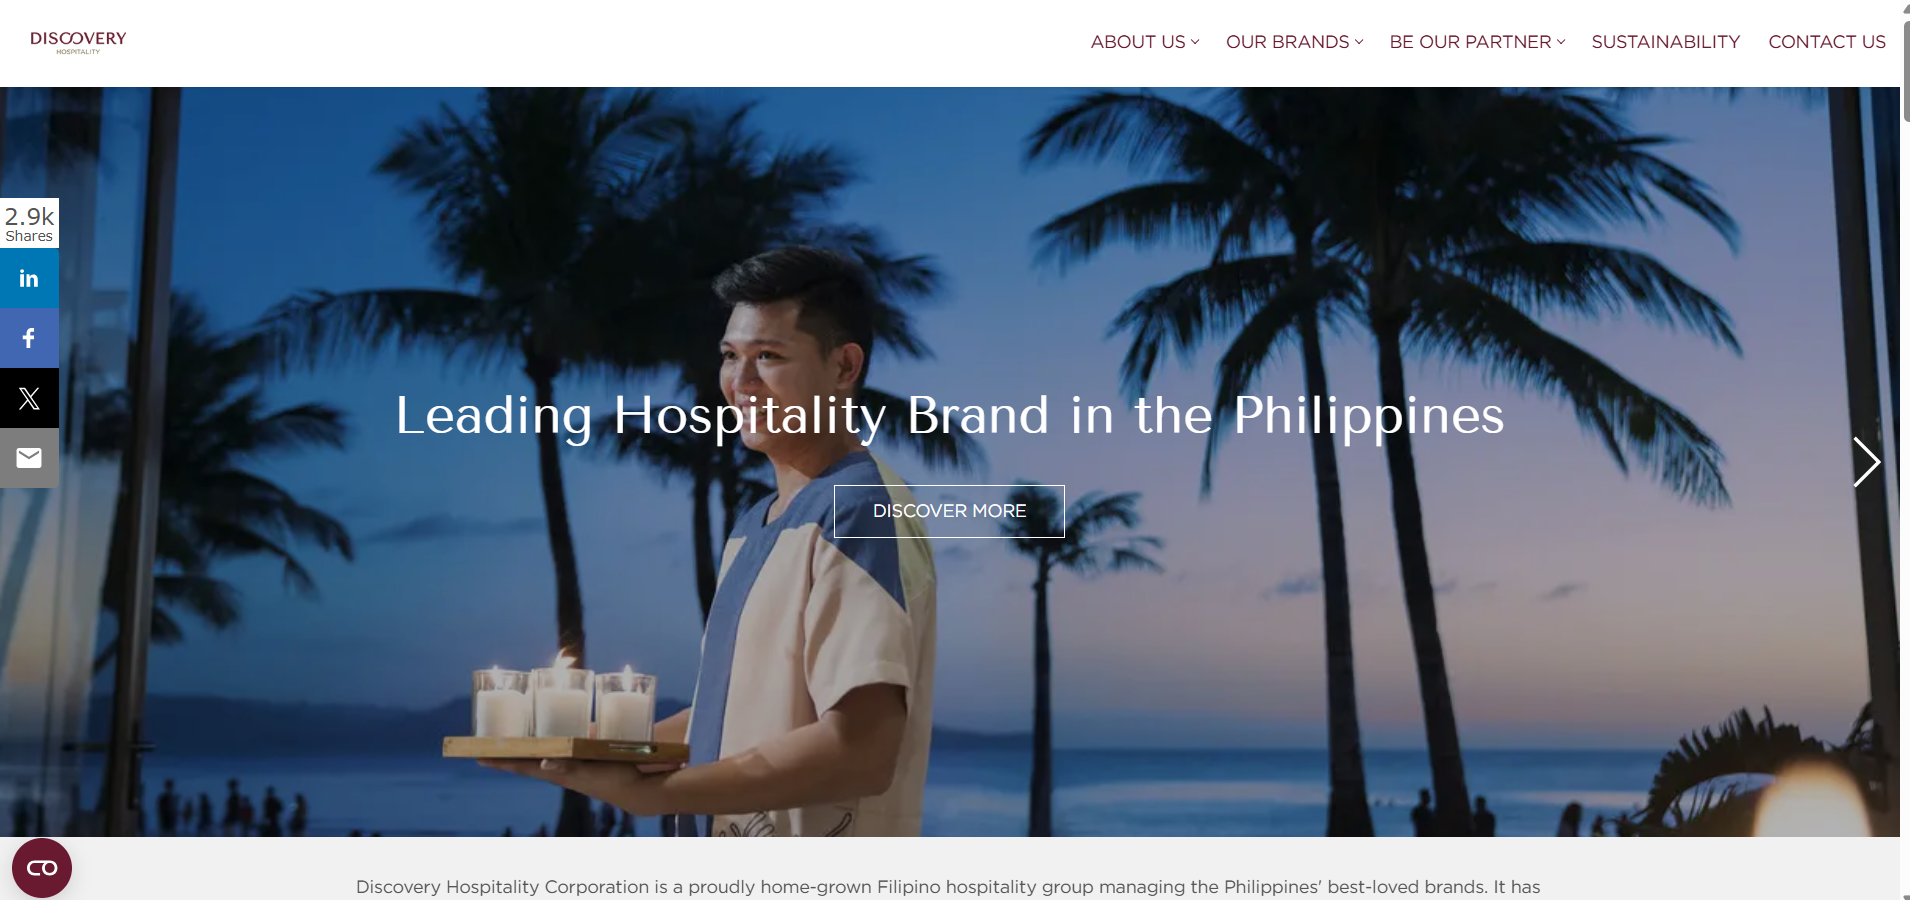 DISCOVERY
HOSPITALITY
ABOUT US
OUR BRANDS
BE OUR PARTNER
SUSTAINABILITY
CONTACT US
2.9k
Shares
Leading Hospitality Brand in the Philippines
DISCOVER MORE
Discovery Hospitality Corporation is a proudly home-grown Filipino hospitality group managing the Philippines' best-loved brands. It has